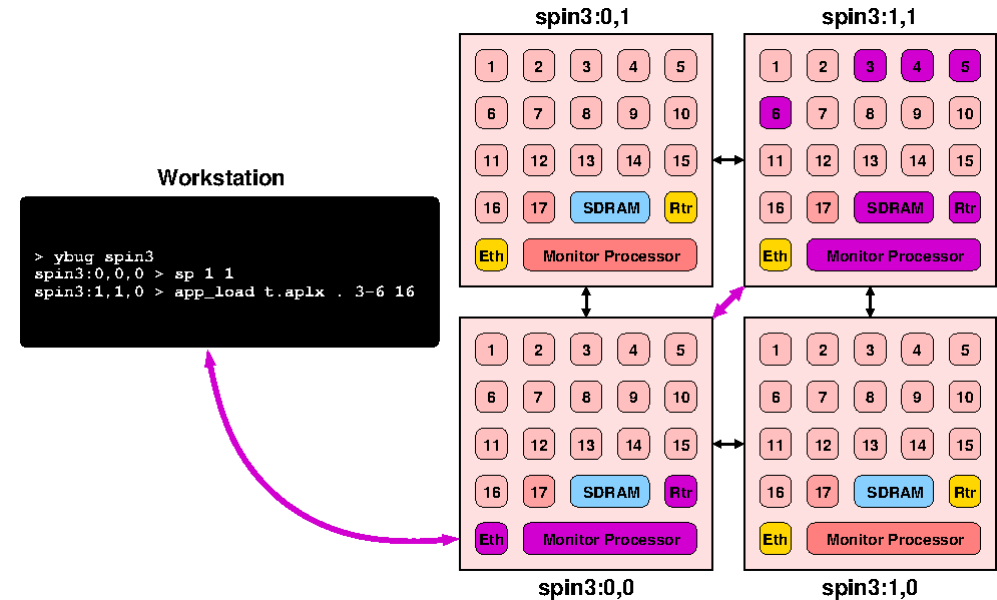 spin3:0,1
spin3:1,1
1 2 3 4 5
6 7 8 9 10
11 12 13 14 15
16 17 SDRAM Rtr
Eth Monitor Processor
1 2 3 4 5
6 7 8 9 10
11 12 13 14 15
16 17 SDRAM Rtr
Eth Monitor Processor
Workstation
> ybug spin3
spin3:0,0,0 > sp 1 1
spin3:1,1,0 > app_load t.aplx . 3-6 16
1 2 3 4 5
6 7 8 9 10
11 12 13 14 15
16 17 SDRAM Rtr
Eth Monitor Processor
spin3:0,0
1 2 3 4 5
6 7 8 9 10
11 12 13 14 15
16 17 SDRAM Rtr
Eth Monitor Processor
spin3:1,0